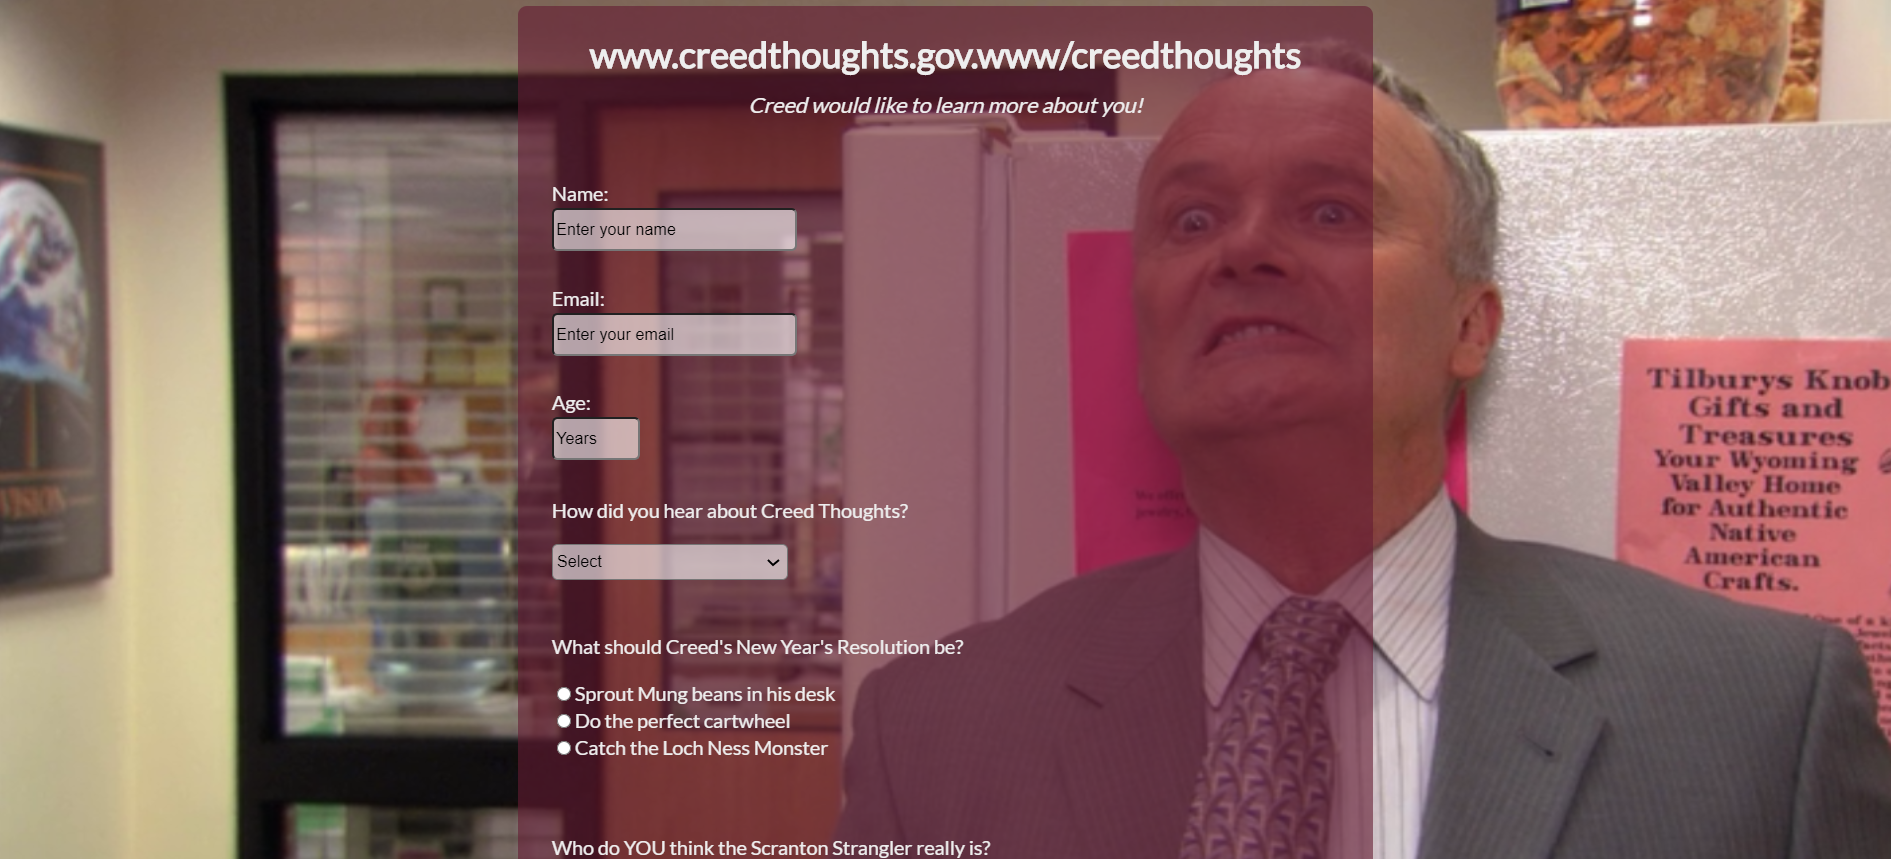 www.creedthoughts.gov.www/creedthoughts
Creed would like to learn more about you!
Name:
Enter your name
Email:
Enter your email
Age:
Years
How did you hear about Creed Thoughts?
Select
What should Creed's New Year's Resolution be?
Sprout Mung beans in his desk
Do the perfect cartwheel
Catch the Loch Ness Monster
Who do YOU think the Scranton Strangler really is?
VISION
Tilburys Knob
Gifts and
Treasures
Your Wyoming
Valley Home
for Authentic
Native
American
Crafts.